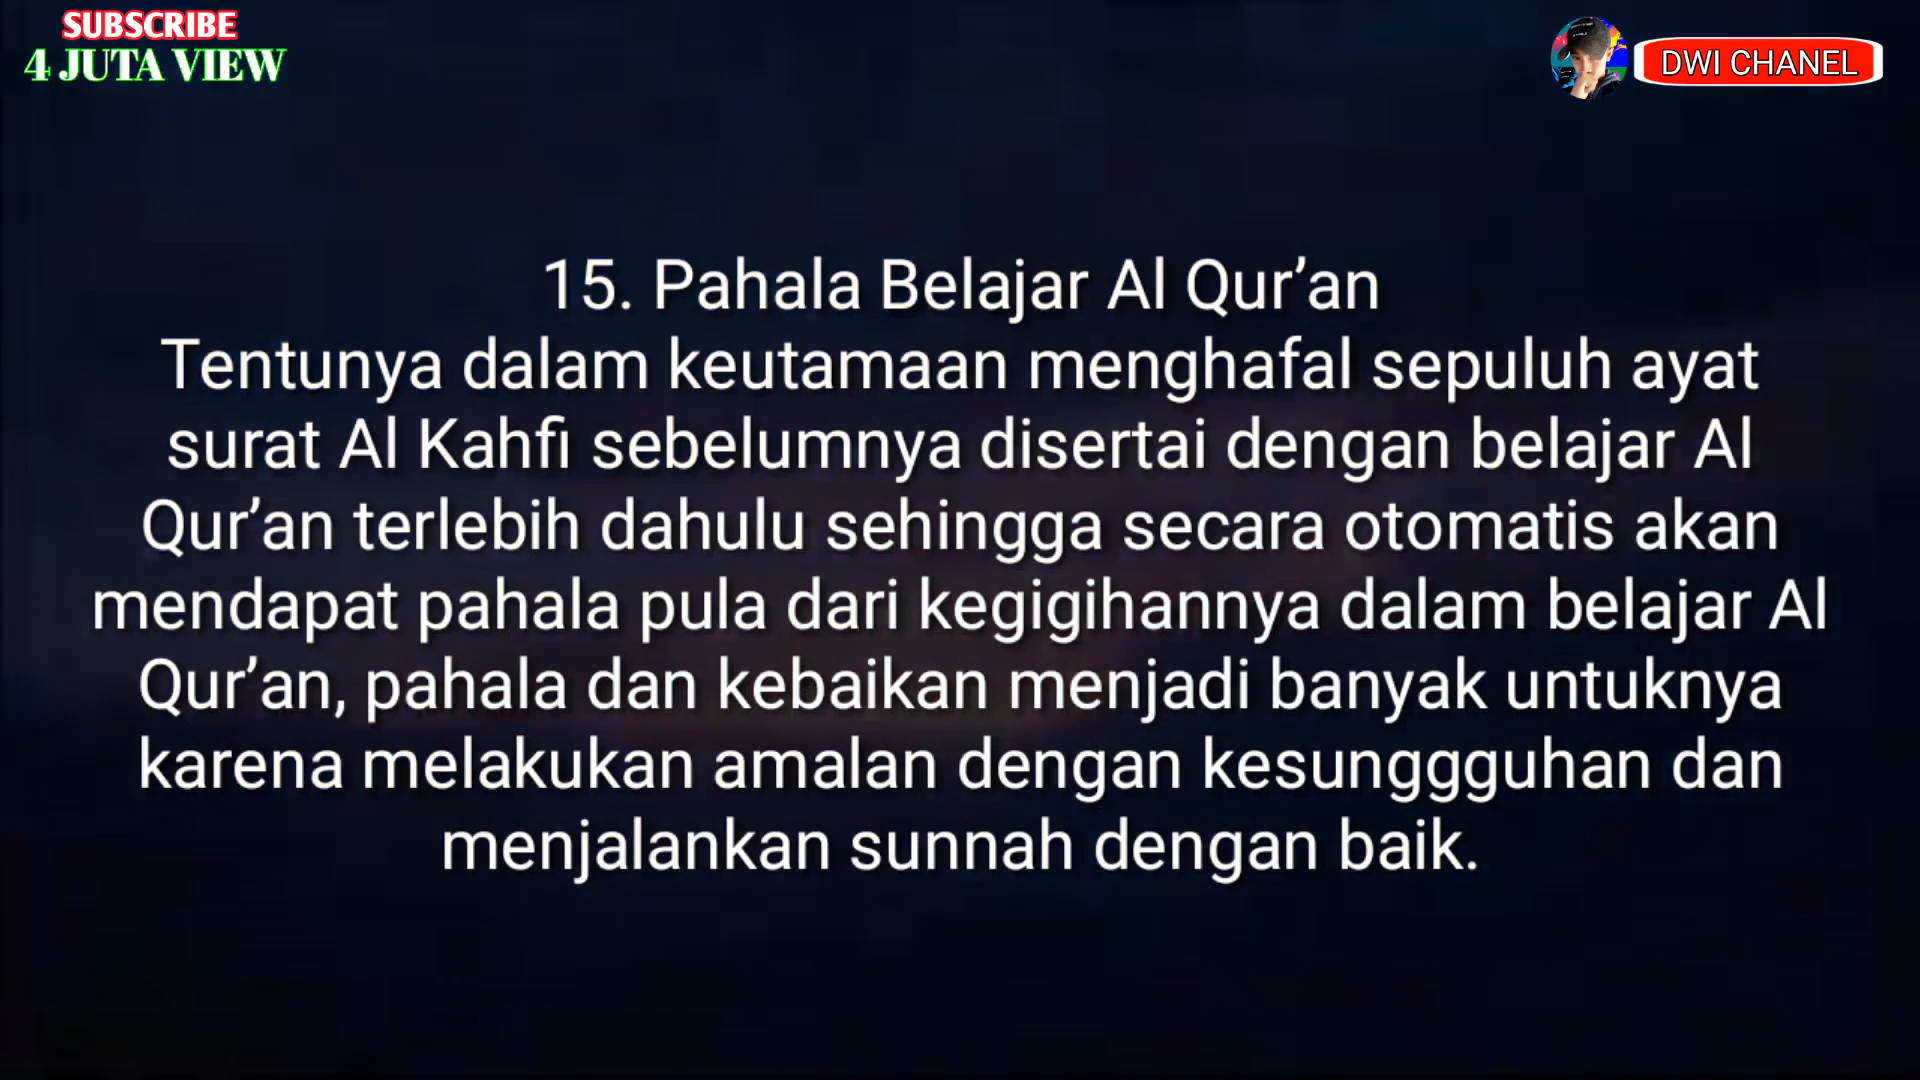 SUBSCRIBE
4 JUTA VIEW
DWI CHANEL
15. Pahala Belajar Al Qur’an
Tentunya dalam keutamaan menghafal sepuluh ayat
surat Al Kahfi sebelumnya disertai dengan belajar Al
Qur’an terlebih dahulu sehingga secara otomatis akan
mendapat pahala pula dari kegigihannya dalam belajar Al
Qur’an, pahala dan kebaikan menjadi banyak untuknya
karena melakukan amalan dengan kesunggguhan dan
menjalankan sunnah dengan baik.